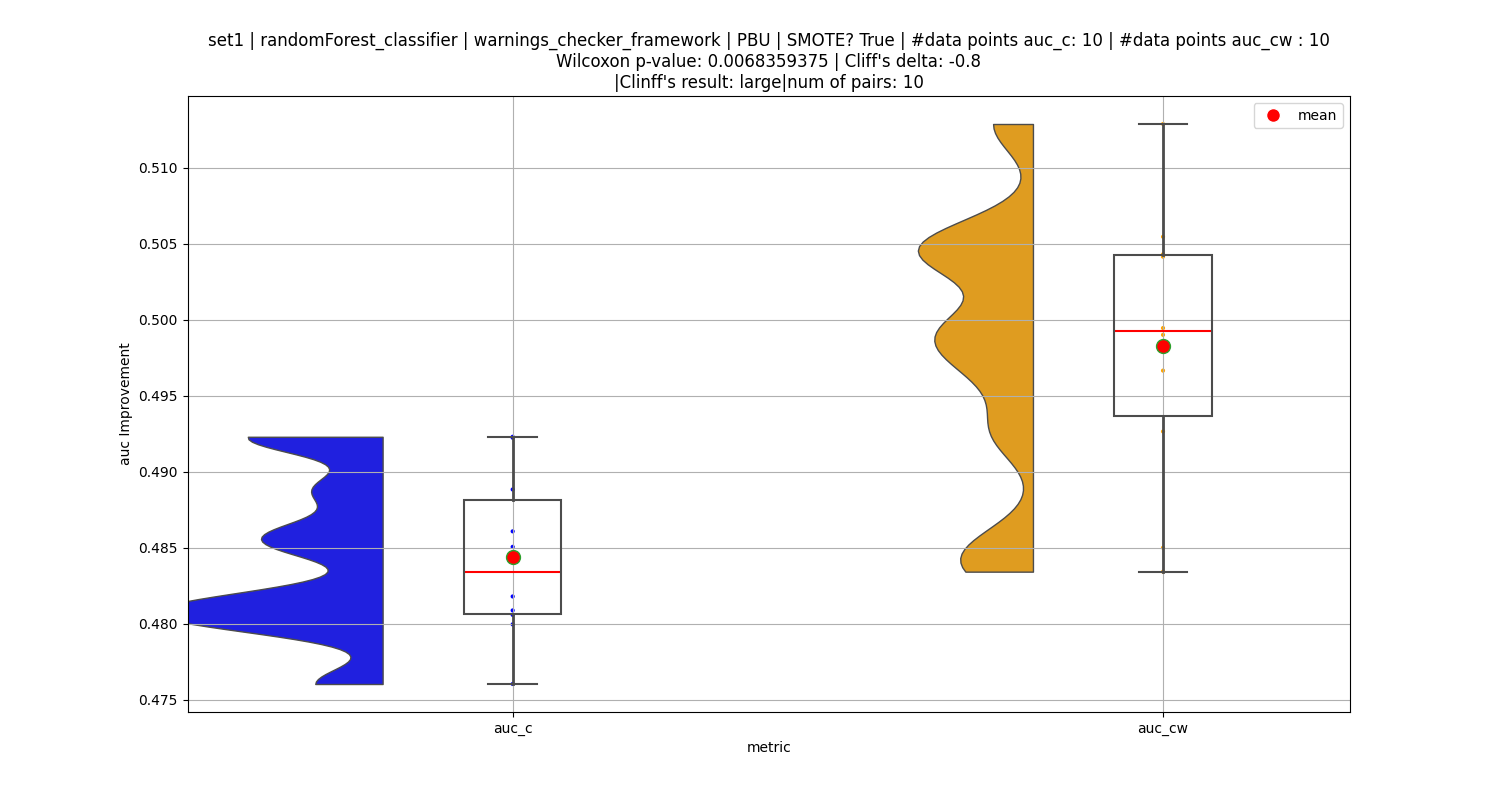 set1 | randomForest_classifier | warnings_checker_framework | PBU | SMOTE? True | #data points auc_c: 10 | #data points auc_cw : 10
Wilcoxon p-value: 0.0068359375 | Cliff's delta: -0.8
|Clinff's result: large|num of pairs: 10
mean
0.510
0.505
0.500
0.495
0.490
0.485
0.480
0.475
auc Improvement
auc_c
auc_cw
metric